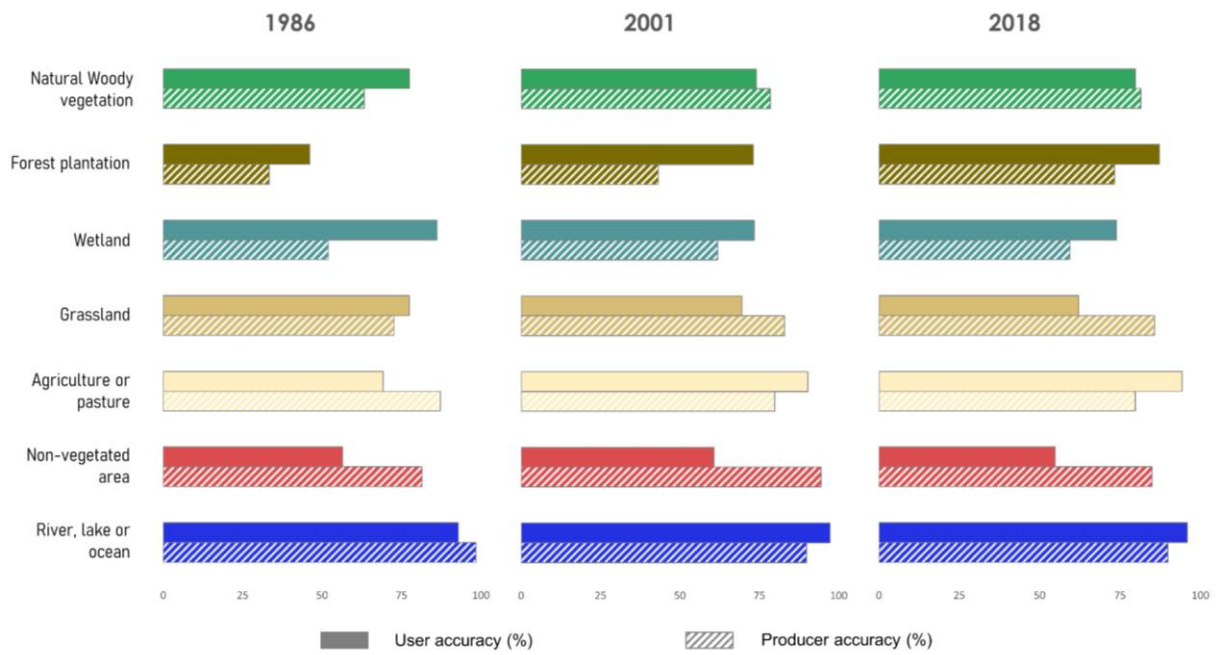 1986 2001 2018
Natural Woody
vegetation
Forest plantation
Wetland
Grassland
Agriculture or
pasture
Non-vegetated
area
River, lake or
ocean
0 25 50 75 100 0 25 50 75 100 0 25 50 75 100
User accuracy (%) Producer accuracy (%)